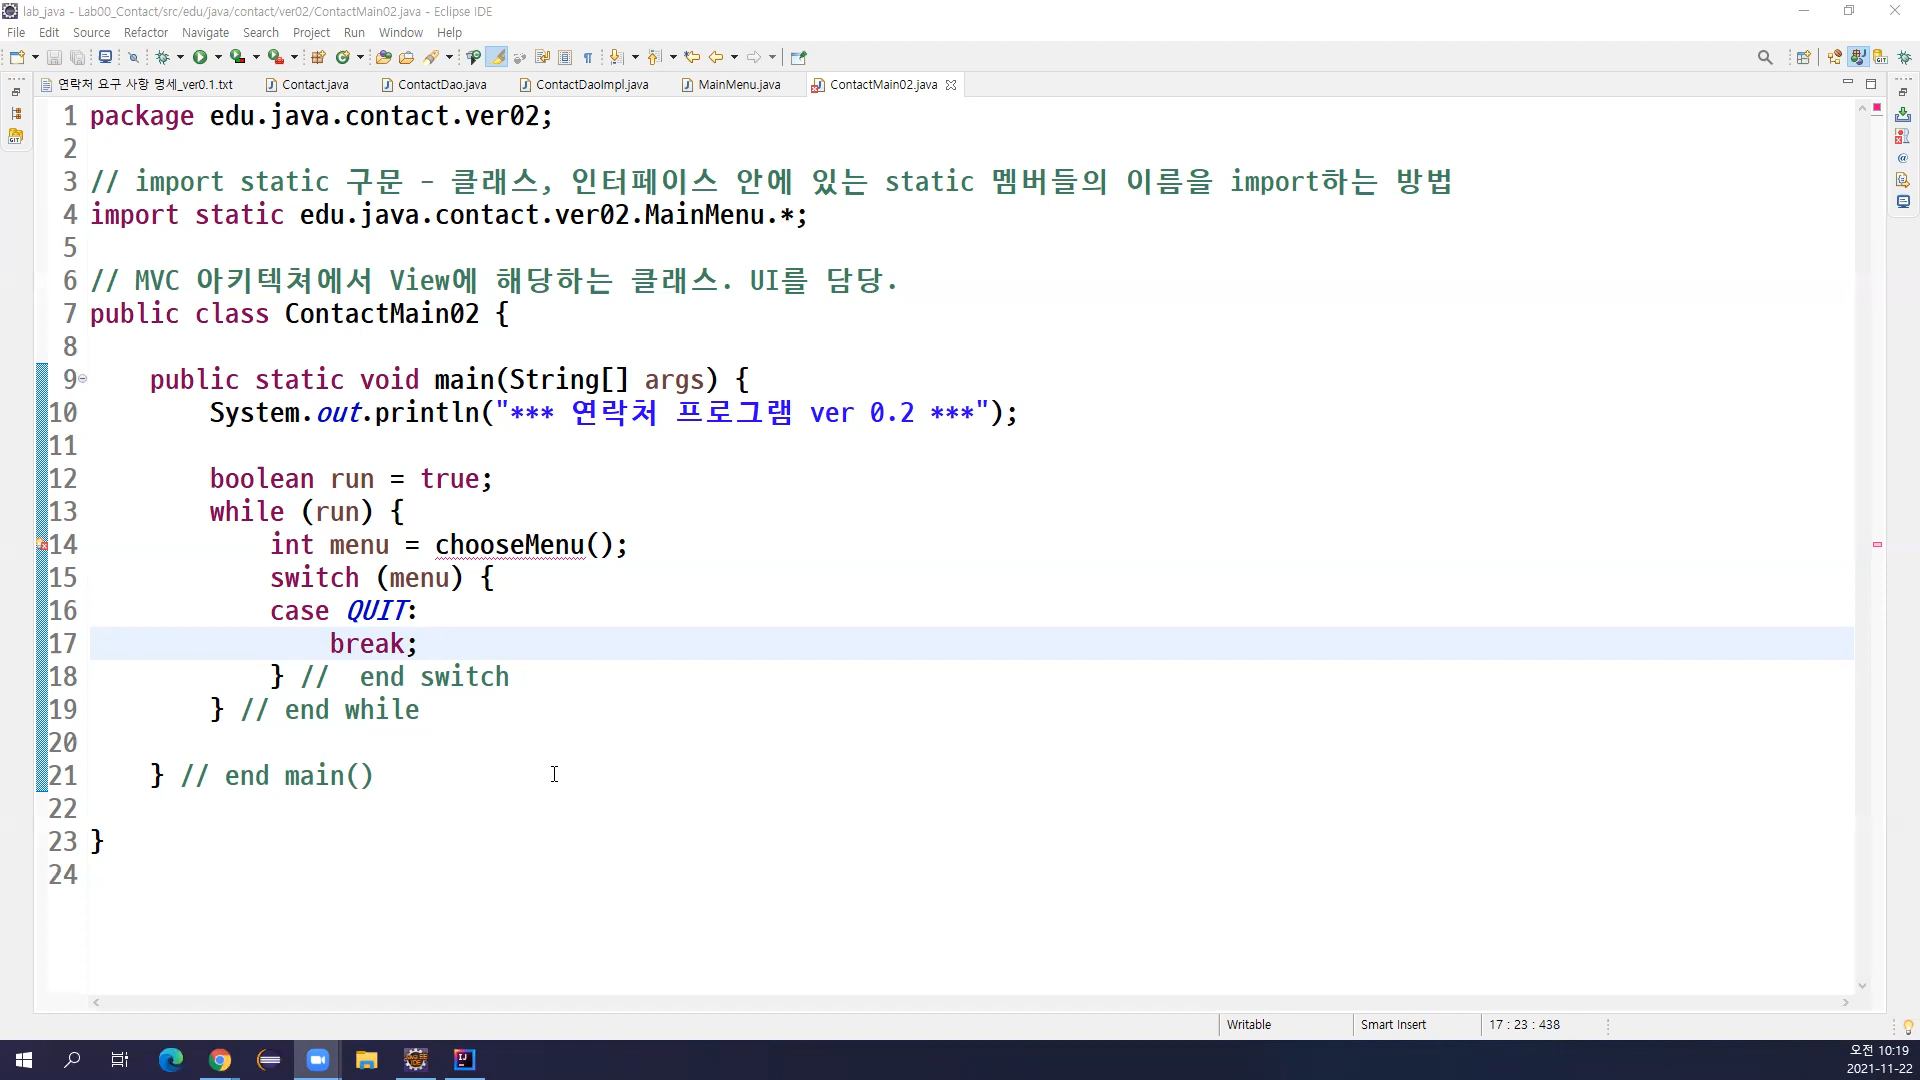 lab_java - Lab00_Contact/src/edu/java/contact/ver02/ContactMain02.java - Eclipse IDE
File Edit Source Refactor Navigate Search Project Run Window Help
연락처 요구 사항 명세_ver0.1.txt Contact.java ContactDao.java ContactDaoImpl.java MainMenu.java ContactMain02.java
1 package edu.java.contact.ver02;
2
3 // import static 구문 - 클래스, 인터페이스 안에 있는 static 멤버들의 이름을 import하는 방법
4 import static edu.java.contact.ver02.MainMenu.*;
5
6 // MVC 아키텍쳐에서 View에 해당하는 클래스. UI를 담당.
7 public class ContactMain02 {
8
9 public static void main(String[] args) {
10 System.out.println("*** 연락처 프로그램 ver 0.2 ***");
11
12 boolean run = true;
13 while (run) {
14 int menu = chooseMenu();
15 switch (menu) {
16 case QUIT:
17 break;
18 } //  end switch
19 } // end while
20
21 } // end main()
22
23 }
24
Writable Smart Insert 17 : 23 : 438
오전 10:19
2021-11-22